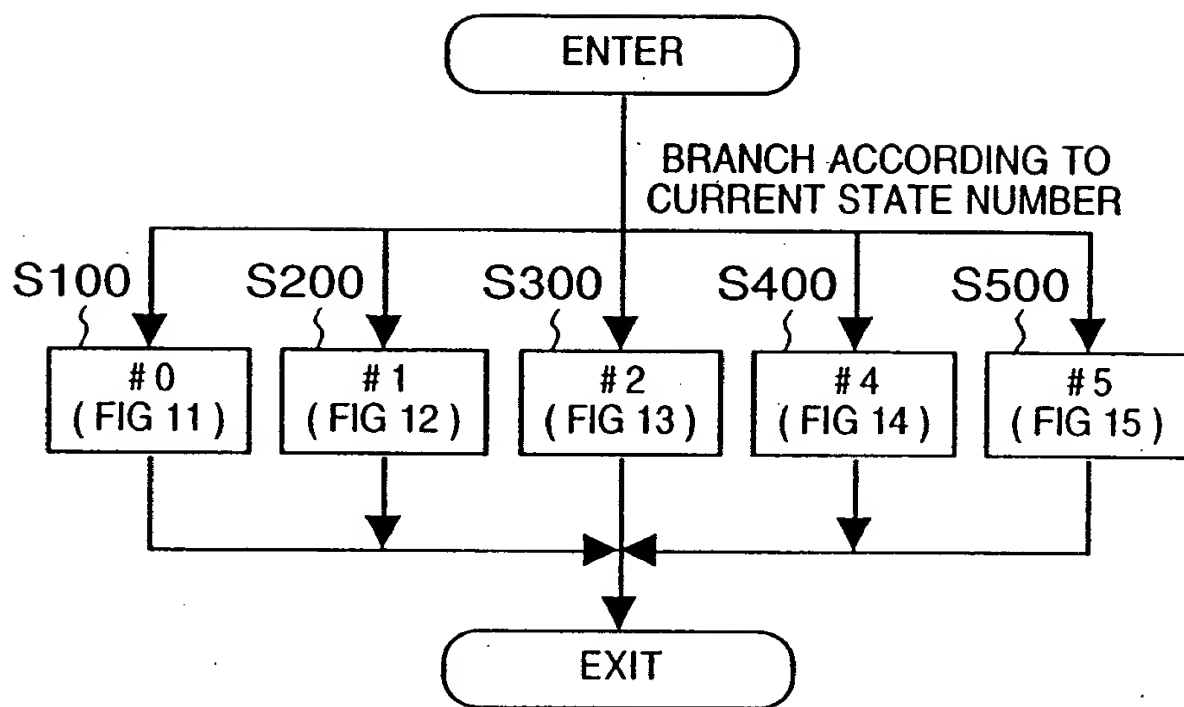 ENTER
BRANCH ACCORDING TO
CURRENT STATE NUMBER
S100 S200 S300 S400 S500
#0 #1 #2 #4 #5
( FIG 11 ) ( FIG 12 ) ( FIG 13 ) ( FIG 14 ) ( FIG 15 )
EXIT